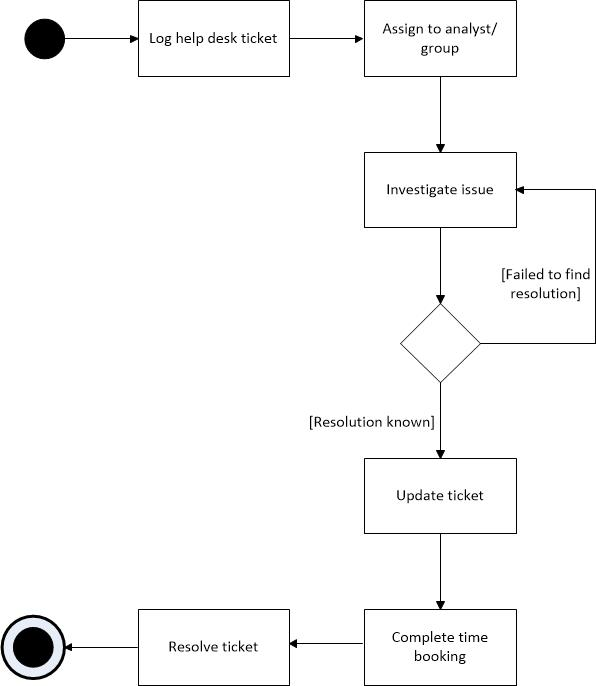 Log help desk ticket
Assign to analyst/
group
Investigate issue
[Failed to find
resolution]
[Resolution known]
Update ticket
Complete time
booking
Resolve ticket